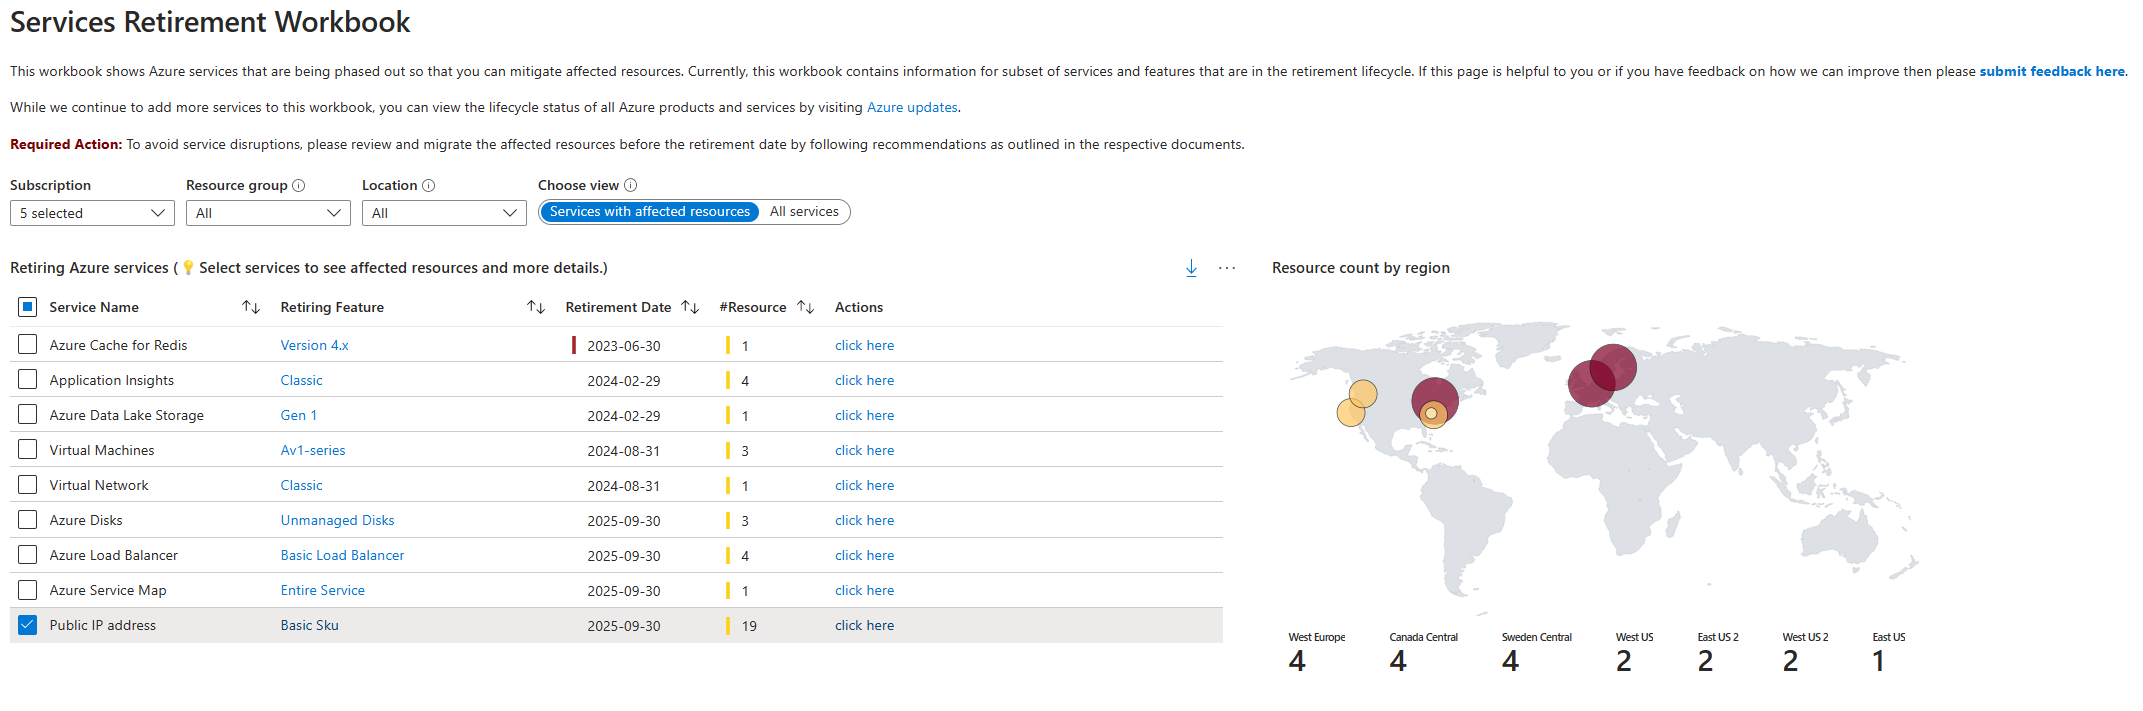 Services Retirement Workbook
This workbook shows Azure services that are being phased out so that you can mitigate affected resources. Currently, this workbook contains information for subset of services and features that are in the retirement lifecycle. If this page is helpful to you or if you have feedback on how we can improve then please submit feedback here.
While we continue to add more services to this workbook, you can view the lifecycle status of all Azure products and services by visiting Azure updates.
Required Action: To avoid service disruptions, please review and migrate the affected resources before the retirement date by following recommendations as outlined in the respective documents.
Subscription Resource group Location Choose view
5 selected All All Services with affected resources All services
Retiring Azure services (💡Select services to see affected resources and more details.) Resource count by region
Service Name Retiring Feature Retirement Date #Resource Actions
Azure Cache for Redis Version 4.x 2023-06-30 1 click here
Application Insights Classic 2024-02-29 4 click here
Azure Data Lake Storage Gen 1 2024-02-29 1 click here
Virtual Machines Av1-series 2024-08-31 3 click here
Virtual Network Classic 2024-08-31 1 click here
Azure Disks Unmanaged Disks 2025-09-30 3 click here
Azure Load Balancer Basic Load Balancer 2025-09-30 4 click here
Azure Service Map Entire Service 2025-09-30 1 click here
Public IP address Basic Sku 2025-09-30 19 click here
West Europe Canada Central Sweden Central West US East US 2 West US 2 East US
4 4 4 2 2 2 1